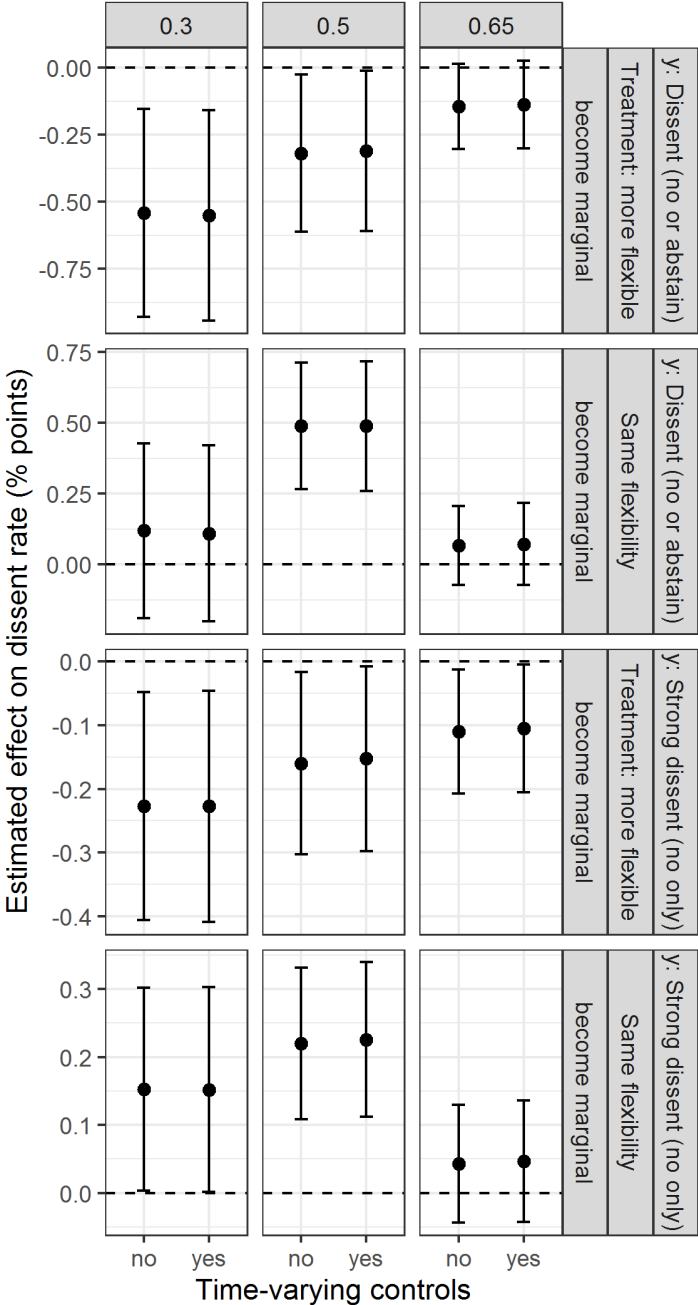 0.3
0.5
0.65
0.00
-0.25
-0.50
-0.75
y: Dissent (no or abstain)
Treatment: more flexible
become marginal
0.75
0.50
0.25
0.00
y: Dissent (no or abstain)
Same flexibility
become marginal
0.0
-0.1
-0.2
-0.3
-0.4
y: Strong dissent (no only)
Treatment: more flexible
become marginal
0.3
0.2
0.1
0.0
y: Strong dissent (no only)
Same flexibility
become marginal
Estimated effect on dissent rate (% points)
no yes no yes no yes
Time-varying controls